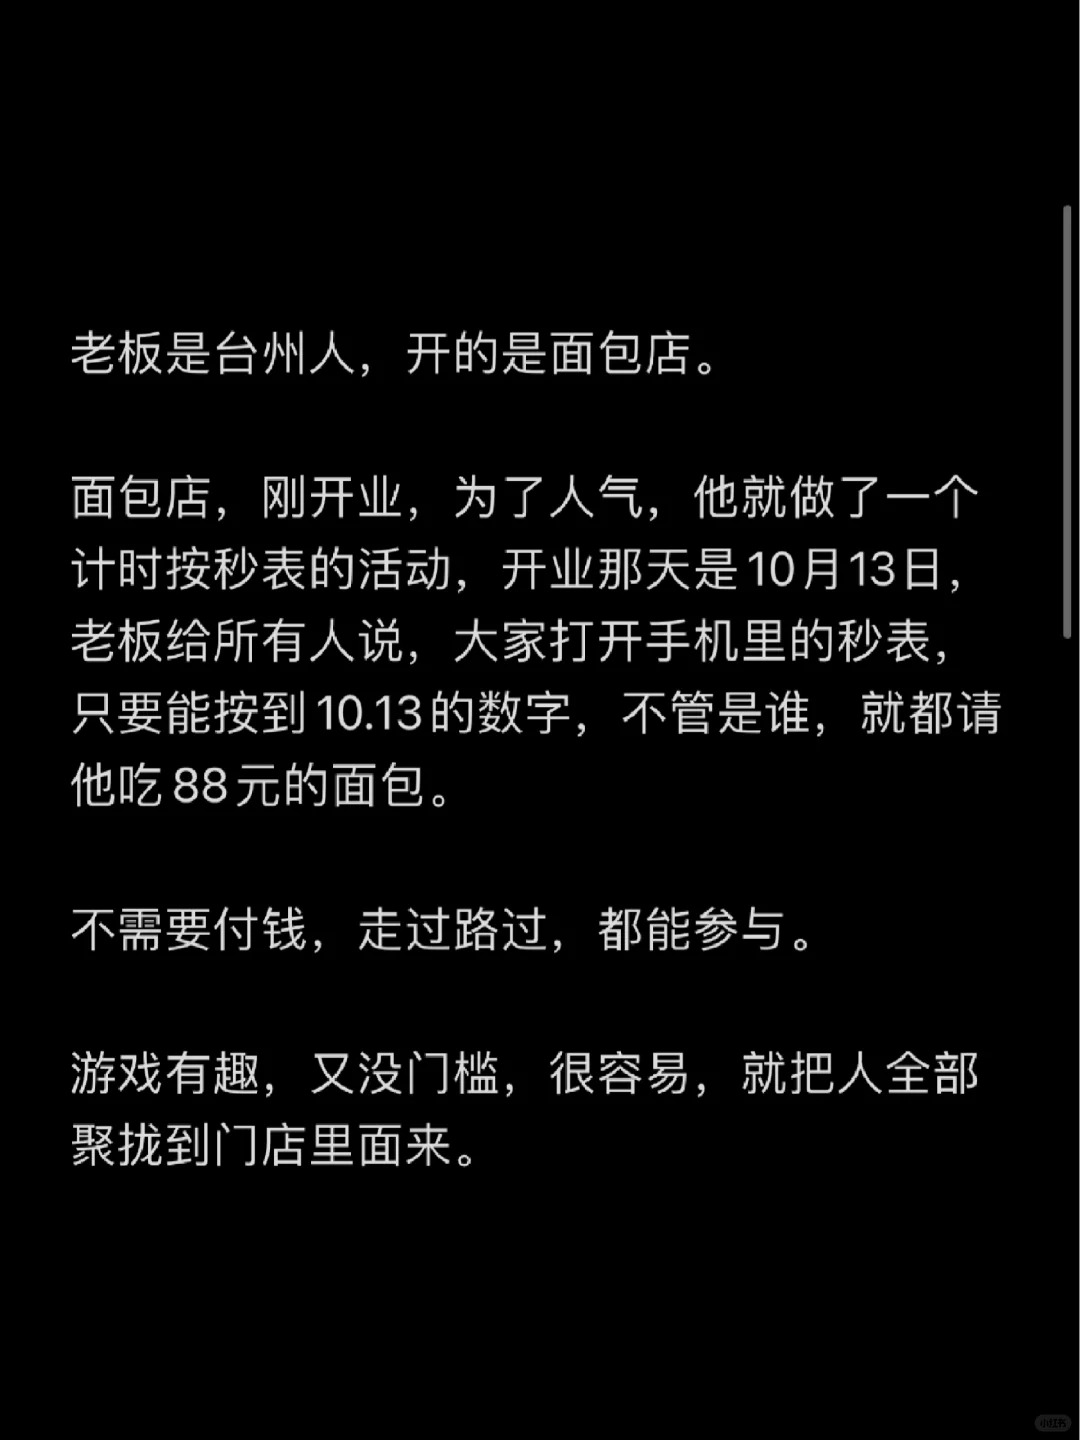 老板是台州人，开的是面包店。
面包店，刚开业，为了人气，他就做了一个
计时按秒表的活动，开业那天是10月13日，
老板给所有人说，大家打开手机里的秒表，
只要能按到10.13的数字，不管是谁，就都请
他吃88元的面包。
不需要付钱，走过路过，都能参与。
游戏有趣，又没门槛，很容易，就把人全部
聚拢到门店里面来。
小红书